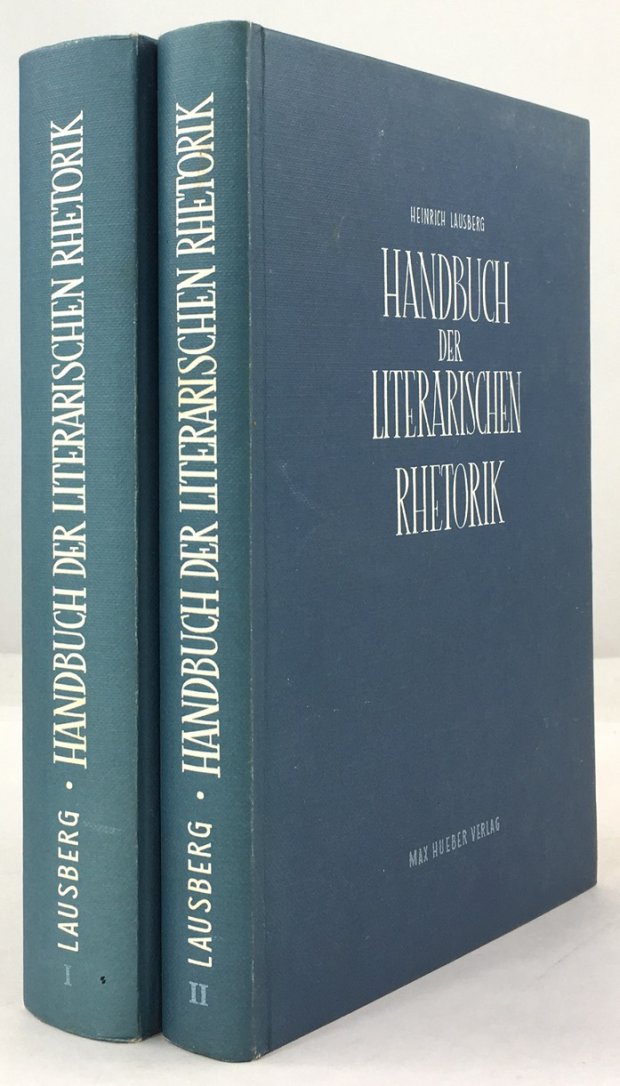 LAUSBERG · HANDBUCH DER LITERARISCHEN RHETORIK
I
LAUSBERG · HANDBUCH DER LITERARISCHEN RHETORIK
II
HEINRICH LAUSBERG
HANDBUCH
DER
LITERARISCHEN
RHETORIK
MAX HUEBER VERLAG